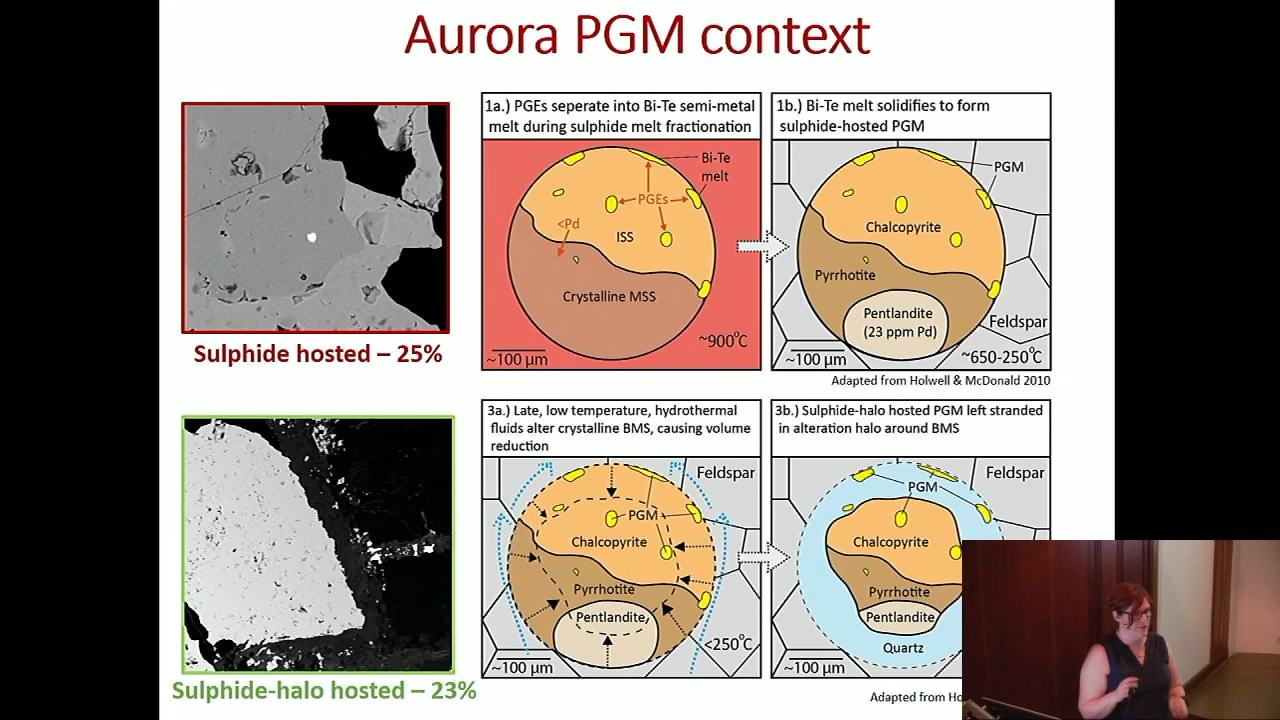 Aurora PGM context
1a.) PGEs seperate into Bi-Te semi-metal
melt during sulphide melt fractionation
Bi-Te
melt
PGEs
<Pd
ISS
Crystalline MSS
~900°C
~100 µm
1b.) Bi-Te melt solidifies to form
sulphide-hosted PGM
PGM
Chalcopyrite
Pyrrhotite
Pentlandite
(23 ppm Pd)
Feldspar
~100 µm
~650-250°C
Sulphide hosted – 25%
Adapted from Holwell & McDonald 2010
3a.) Late, low temperature, hydrothermal
fluids alter crystalline BMS, causing volume
reduction
Feldspar
PGM
Chalcopyrite
Pyrrhotite
Pentlandite
<250°C
~100 µm
3b.) Sulphide-halo hosted PGM left stranded
in alteration halo around BMS
Feldspar
PGM
Chalcopyrite
Pyrrhotite
Pentlandite
Quartz
~100 µm
Sulphide-halo hosted – 23%
Adapted from Ho